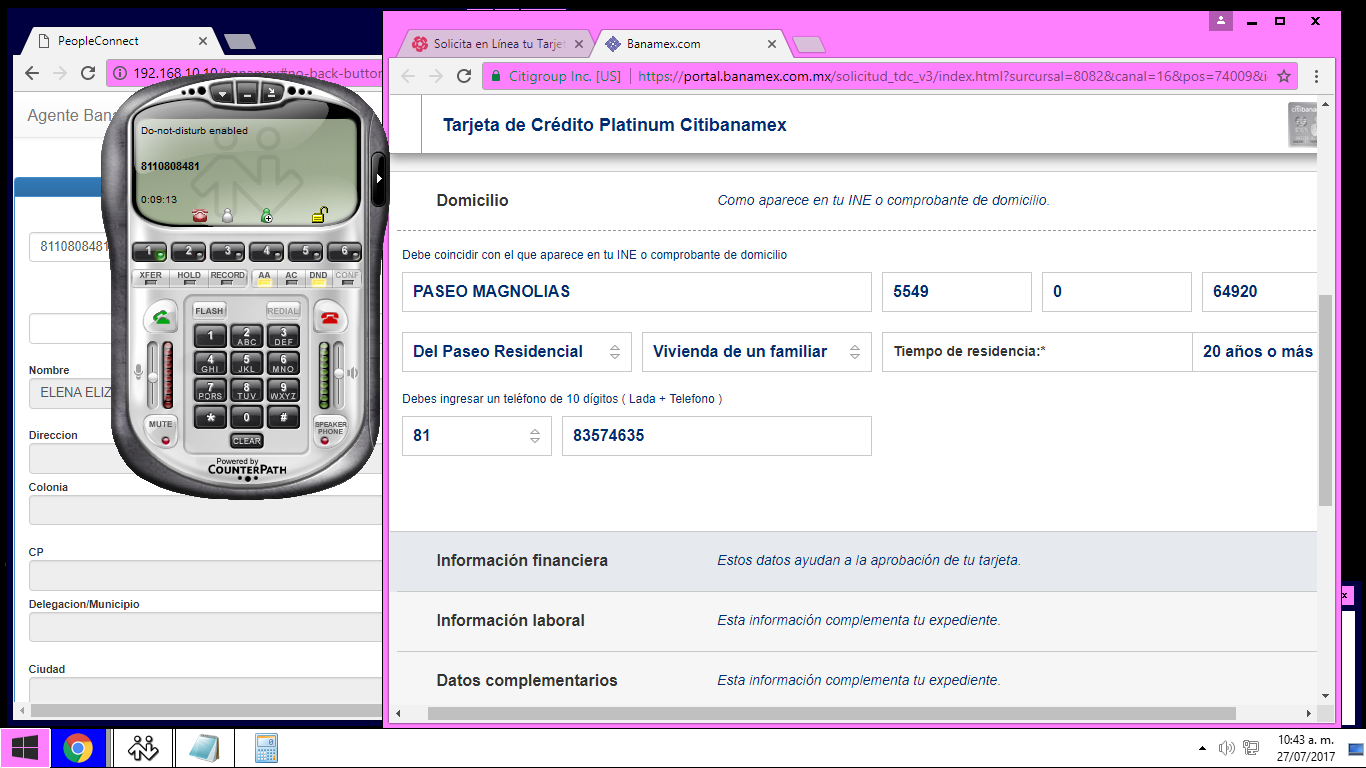 PeopleConnect
192.168.10.10/banamex#no-back-button
Agente Ban
8110808481
Nombre
ELENA ELIZ
Direccion
Colonia
CP
Delegacion/Municipio
Ciudad
Do-not-disturb enabled
8110808481
0:09:13
1 2 3 4 5 6
XFER HOLD RECORD AA AC DND CONF
FLASH REDIAL
1 2 ABC 3 DEF
4 GHI 5 JKL 6 MNO
7 PQRS 8 TUV 9 WXYZ
* 0 #
MUTE
SPEAKER PHONE
CLEAR
Powered by
COUNTERPATH
Solicita en Línea tu Tarjet
Banamex.com
Citigroup Inc. [US] https://portal.banamex.com.mx/solicitud_tdc_v3/index.html?surcursal=8082&canal=16&pos=74009&i
Tarjeta de Crédito Platinum Citibanamex
citibanamex
Domicilio Como aparece en tu INE o comprobante de domicilio.
Debe coincidir con el que aparece en tu INE o comprobante de domicilio
PASEO MAGNOLIAS 5549 0 64920
Del Paseo Residencial Vivienda de un familiar Tiempo de residencia:* 20 años o más
Debes ingresar un teléfono de 10 dígitos ( Lada + Telefono )
81 83574635
Información financiera Estos datos ayudan a la aprobación de tu tarjeta.
Información laboral Esta información complementa tu expediente.
Datos complementarios Esta información complementa tu expediente.
10:43 a. m.
27/07/2017